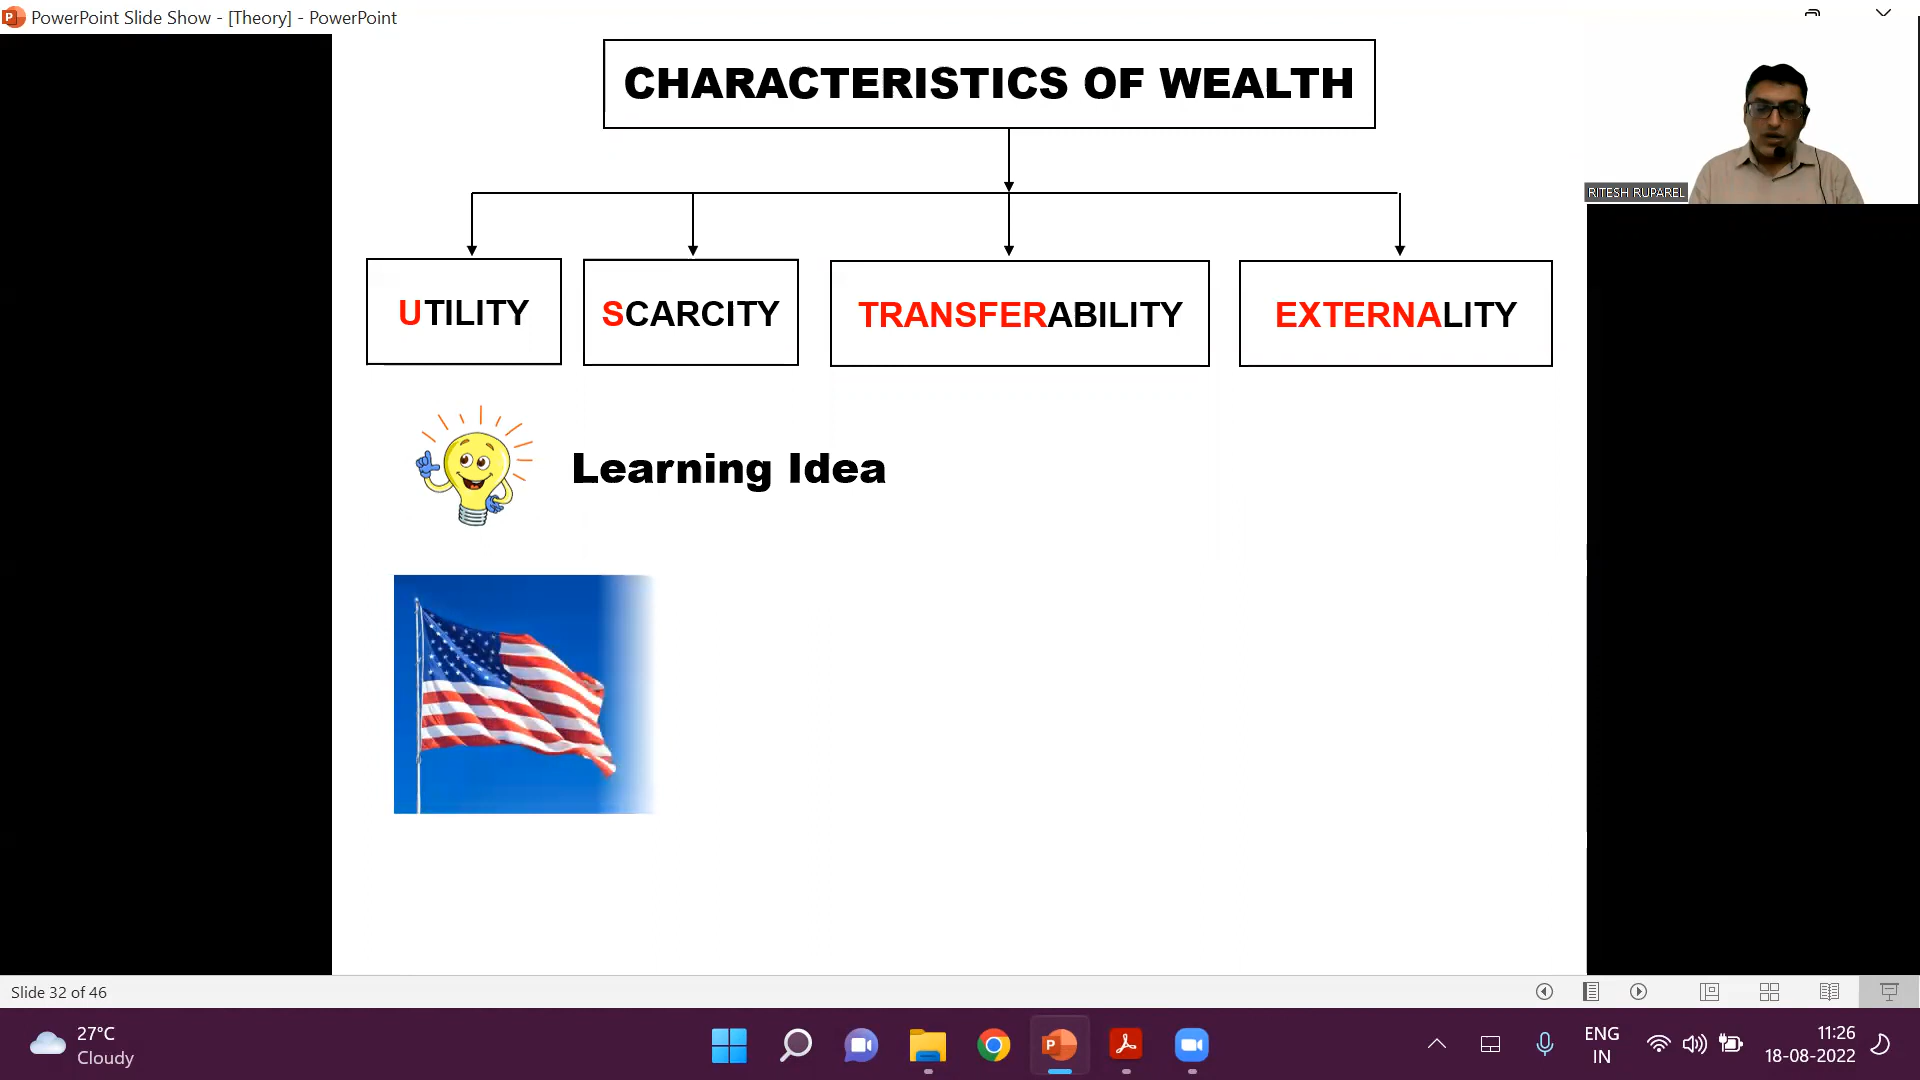 PowerPoint Slide Show - [Theory] - PowerPoint
CHARACTERISTICS OF WEALTH
RITESH RUPAREL
UTILITY
SCARCITY
TRANSFERABILITY
EXTERNALITY
Learning Idea
Slide 32 of 46
27°C
Cloudy
ENG
IN
11:26
18-08-2022